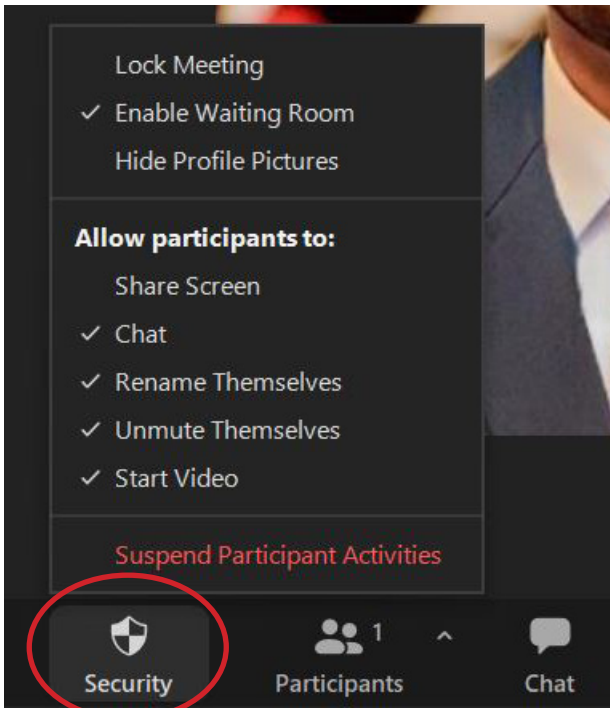 Lock Meeting
✓ Enable Waiting Room
Hide Profile Pictures
Allow participants to:
Share Screen
✓ Chat
✓ Rename Themselves
✓ Unmute Themselves
✓ Start Video
Suspend Participant Activities
1
Security Participants Chat